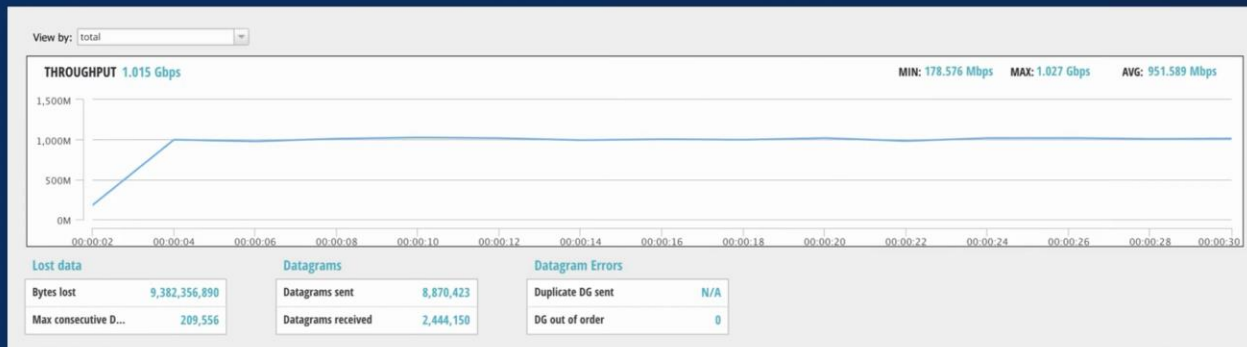 View by: total
THROUGHPUT 1.015 Gbps MIN: 178.576 Mbps MAX: 1.027 Gbps AVG: 951.589 Mbps
1,500M
1,000M
500M
0M
00:00:02 00:00:04 00:00:06 00:00:08 00:00:10 00:00:12 00:00:14 00:00:16 00:00:18 00:00:20 00:00:22 00:00:24 00:00:26 00:00:28 00:00:30
Lost data Datagrams Datagram Errors
Bytes lost 9,382,356,890 Datagrams sent 8,870,423 Duplicate DG sent N/A
Max consecutive D... 209,556 Datagrams received 2,444,150 DG out of order 0